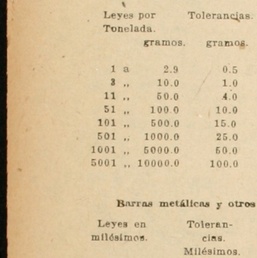 Leyes por Tolerancias.
Tonelada.
gramos. gramos.
1 a 2.9 0.5
3 ,, 10.0 1.0
11 ,, 50.0 4.0
51 ,, 100.0 10.0
101 ,, 500.0 15.0
501 ,, 1000.0 25.0
1001 ,, 5000.0 50.0
5001 ,, 10000.0 100.0
Barras metálicas y otros
Leyes en Toleran-
milésimos. cias.
Milésimos.